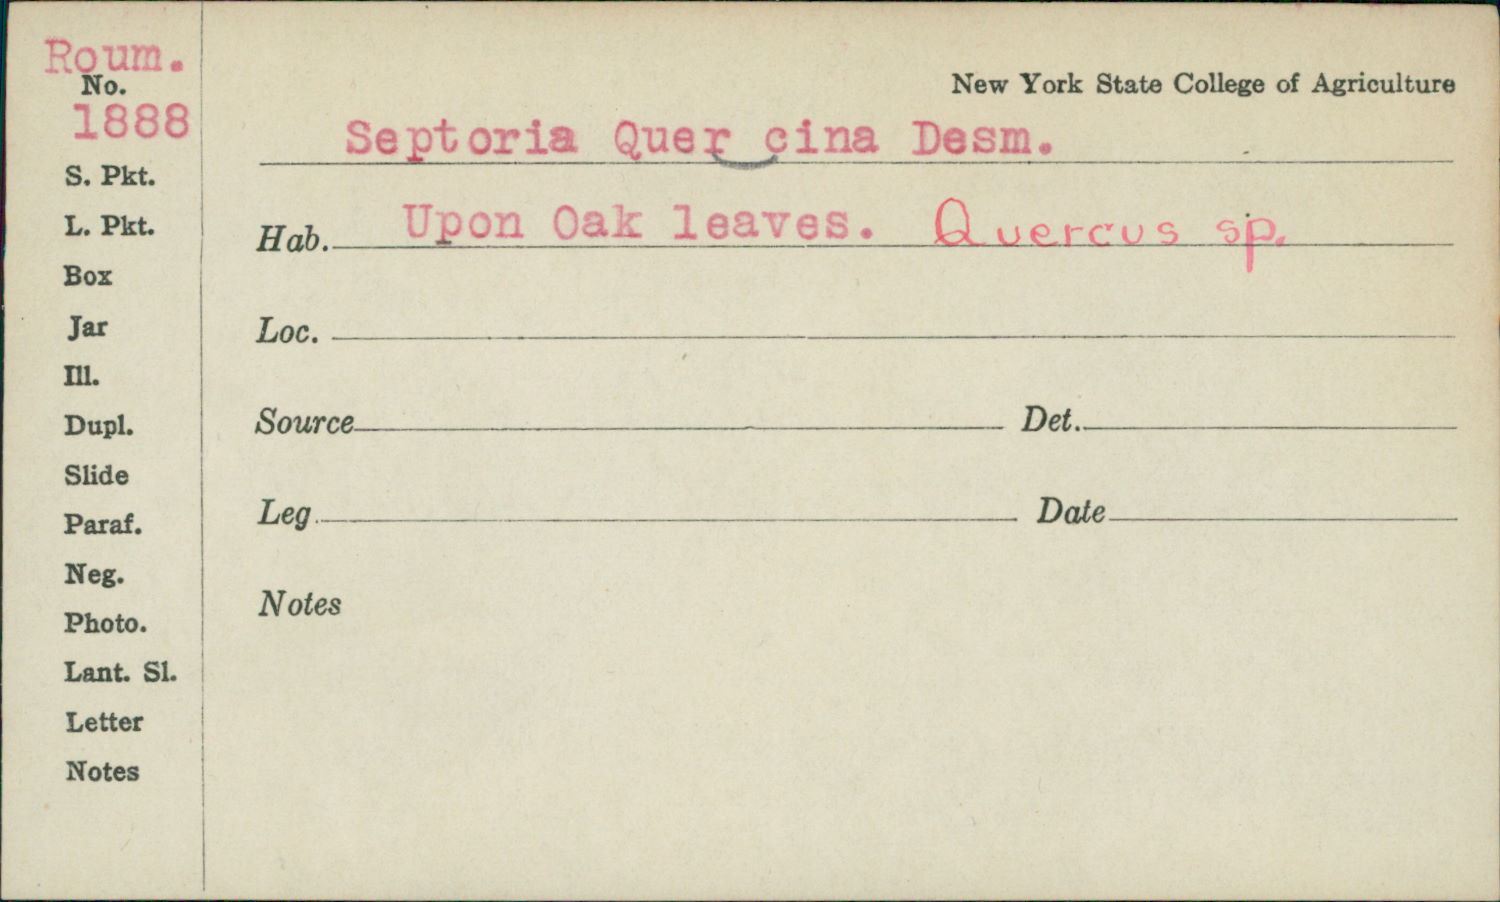 Roum.
No.
1888
S. Pkt.
L. Pkt.
Box
Jar
Ill.
Dupl.
Slide
Paraf.
Neg.
Photo.
Lant. Sl.
Letter
Notes
New York State College of Agriculture
Septoria Quer cina Desm.
Hab. Upon Oak leaves. Quercus sp.
Loc.
Source Det.
Leg Date
Notes